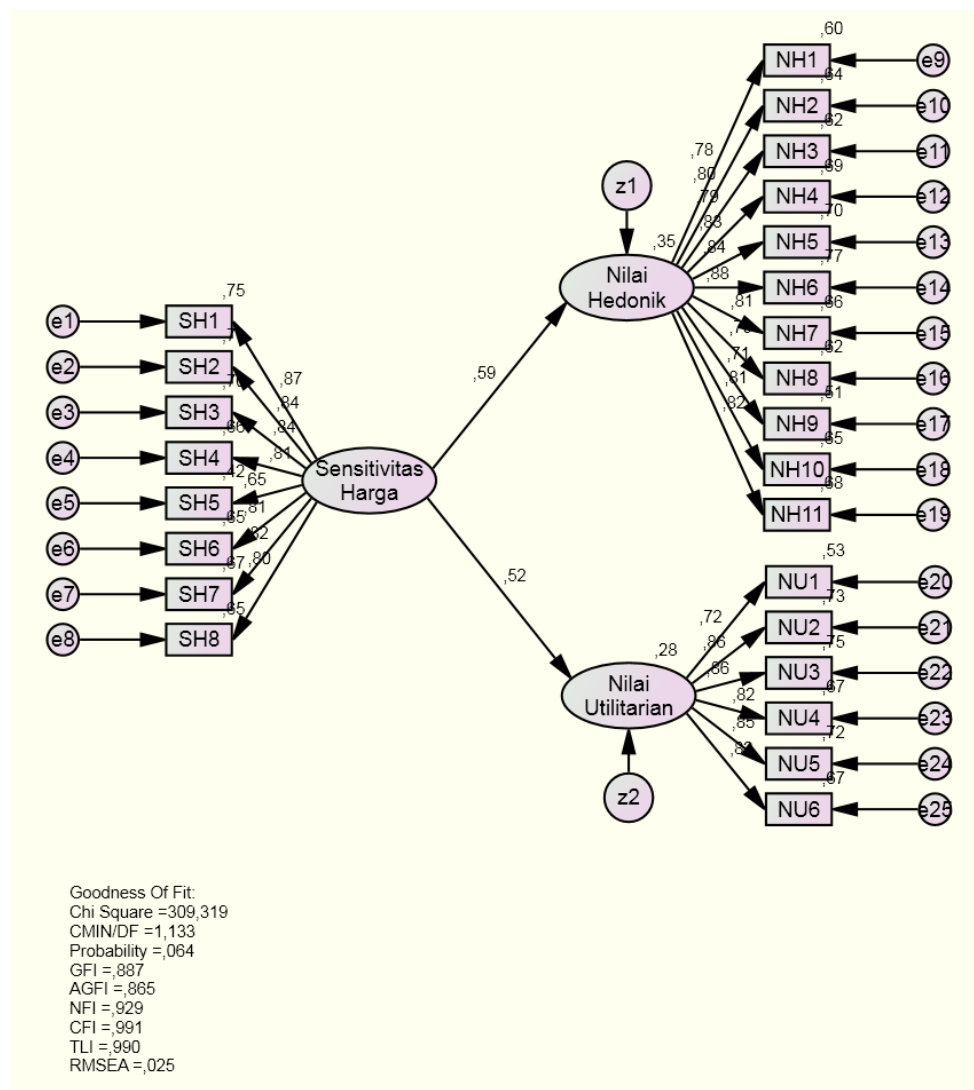 ,60
NH1
e9
,64
NH2
e10
,62
NH3
e11
,69
NH4
e12
,70
NH5
e13
,77
NH6
e14
,66
NH7
e15
,62
NH8
e16
,51
NH9
e17
,65
NH10
e18
,68
NH11
e19
,78
,80
,79
,83
,84
,88
,81
,71
,81
,82
z1
,35
Nilai
Hedonik
,59
,75
e1
SH1
e2
SH2
,70
e3
SH3
,66
e4
SH4
,42
e5
SH5
,65
e6
SH6
,67
e7
SH7
,65
e8
SH8
,87
,84
,84
,81
,65
,81
,82
,80
Sensitivitas
Harga
,52
,28
Nilai
Utilitarian
z2
,72
,86
,86
,82
,85
,53
NU1
e20
,73
NU2
e21
,75
NU3
e22
,67
NU4
e23
,72
NU5
e24
,67
NU6
e25
Goodness Of Fit:
Chi Square =309,319
CMIN/DF =1,133
Probability =,064
GFI =,887
AGFI =,865
NFI =,929
CFI =,991
TLI =,990
RMSEA =,025